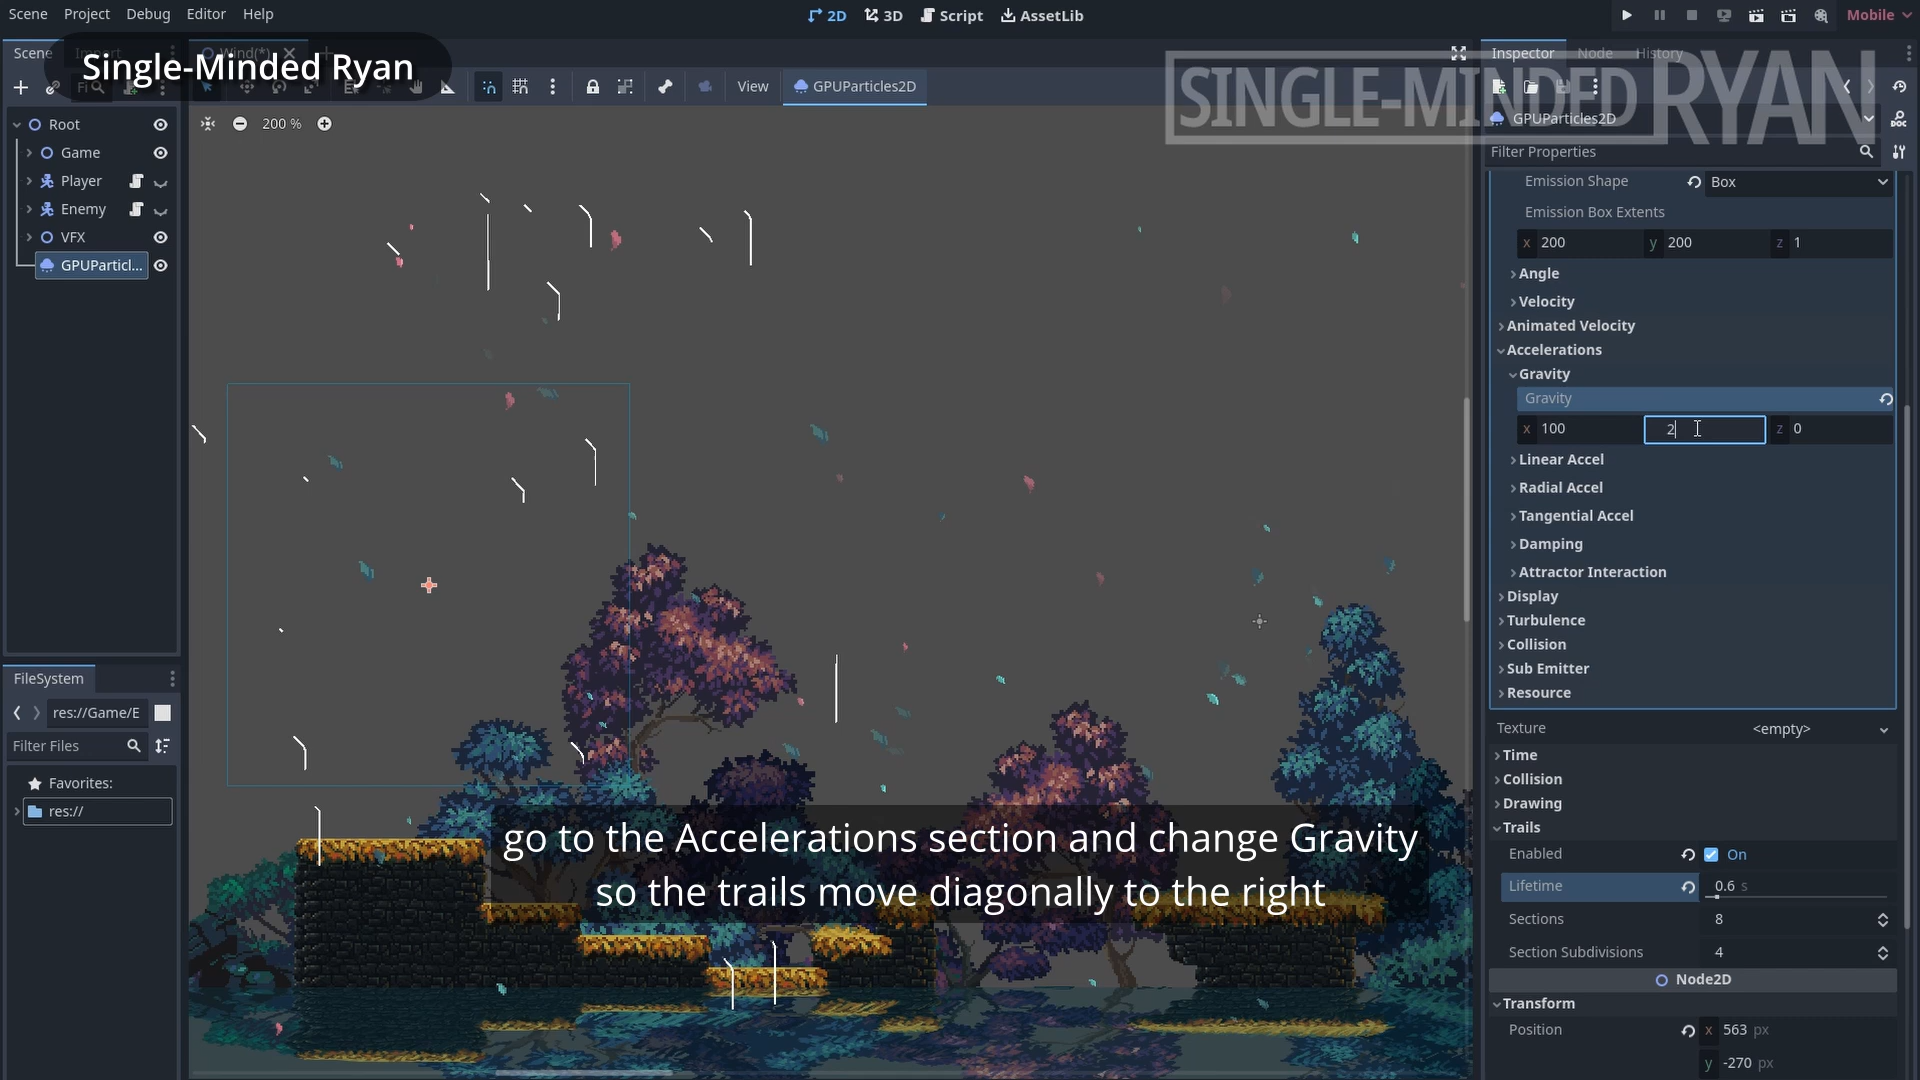 Scene Project Debug Editor Help
2D 3D Script AssetLib
Mobile
Scene Import
Wind(*)
Inspector Node History
Single-Minded Ryan
SINGLE-MINDED RYAN
View GPUParticles2D
GPUParticles2D
200 %
Filter Properties
Root
Game
Player
Enemy
VFX
GPUParticl...
Emission Shape Box
Emission Box Extents
x 200 y 200 z 1
Angle
Velocity
Animated Velocity
Accelerations
Gravity
Gravity
x 100 2 z 0
Linear Accel
Radial Accel
Tangential Accel
Damping
Attractor Interaction
Display
Turbulence
Collision
Sub Emitter
Resource
Texture <empty>
Time
Collision
Drawing
Trails
Enabled On
Lifetime 0.6 s
Sections 8
Section Subdivisions 4
Node2D
Transform
Position x 563 px
y -270 px
FileSystem
res://Game/E
Filter Files
Favorites:
res://
go to the Accelerations section and change Gravity
so the trails move diagonally to the right